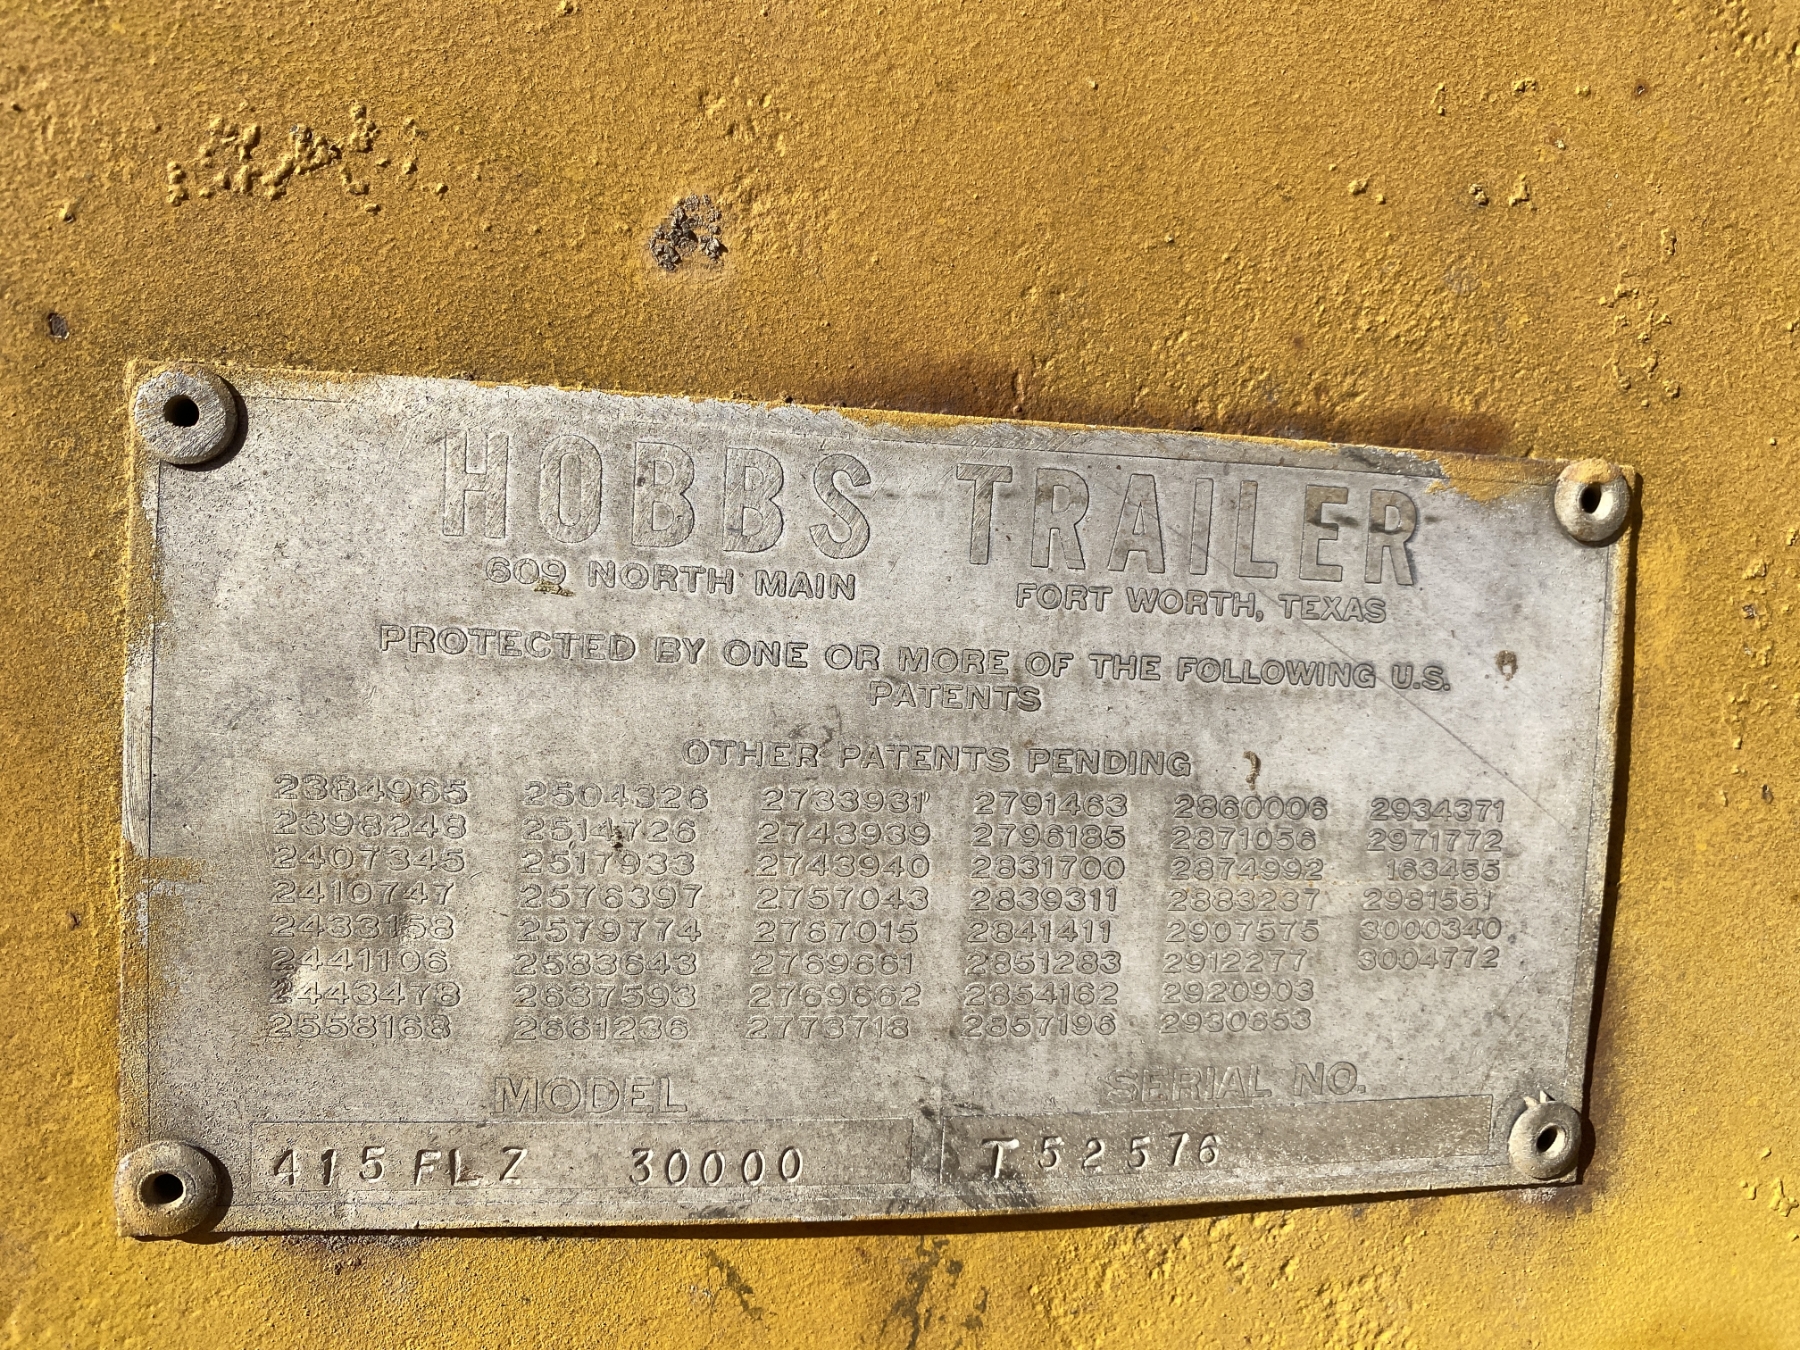 HOBBS TRAILER
609 NORTH MAIN FORT WORTH, TEXAS
PROTECTED BY ONE OR MORE OF THE FOLLOWING U.S.
PATENTS
OTHER PATENTS PENDING
2384965 2504326 2733931 2791463 2860006 2934371
2398248 2514726 2743939 2796185 2871056 2971772
2407345 2517933 2743940 2831700 2874992 163455
2410747 2576397 2757043 2839311 2883237 2981551
2433158 2579774 2767015 2841411 2907575 3000340
2441106 2583643 2769661 2851283 2912277 3004772
2443478 2637593 2769662 2854162 2920903
2558168 2661236 2773718 2857196 2930653
MODEL SERIAL NO.
415 FLZ 30000 T52576